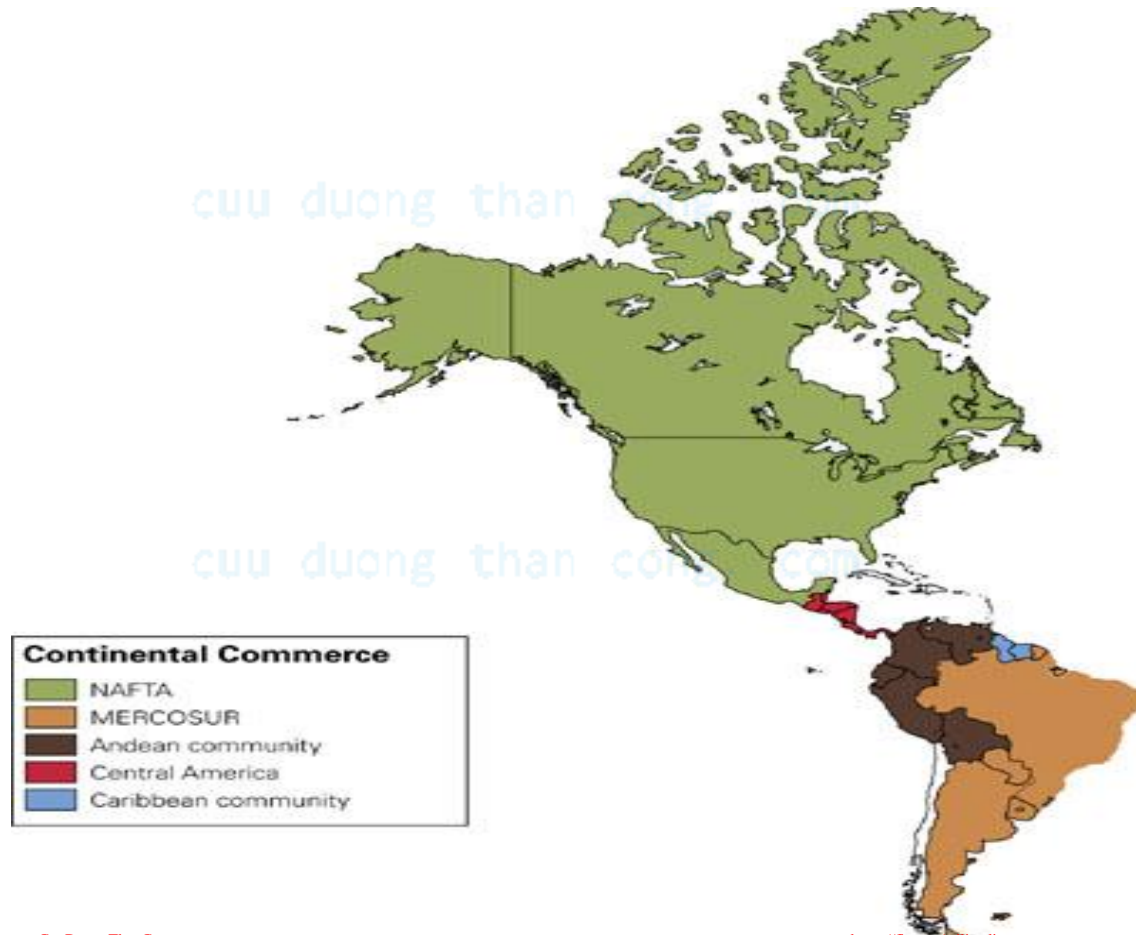 cuu duong than cong . com
cuu duong than cong . com
Continental Commerce
NAFTA
MERCOSUR
Andean community
Central America
Caribbean community